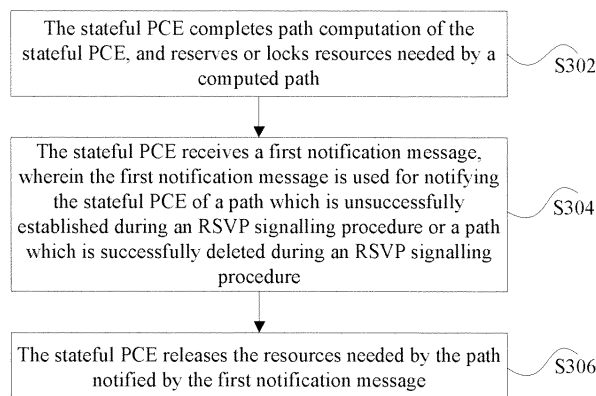 The stateful PCE completes path computation of the
stateful PCE, and reserves or locks resources needed by a
computed path
S302
The stateful PCE receives a first notification message,
wherein the first notification message is used for notifying
the stateful PCE of a path which is unsuccessfully
established during an RSVP signalling procedure or a path
which is successfully deleted during an RSVP signalling
procedure
S304
The stateful PCE releases the resources needed by the path
notified by the first notification message
S306